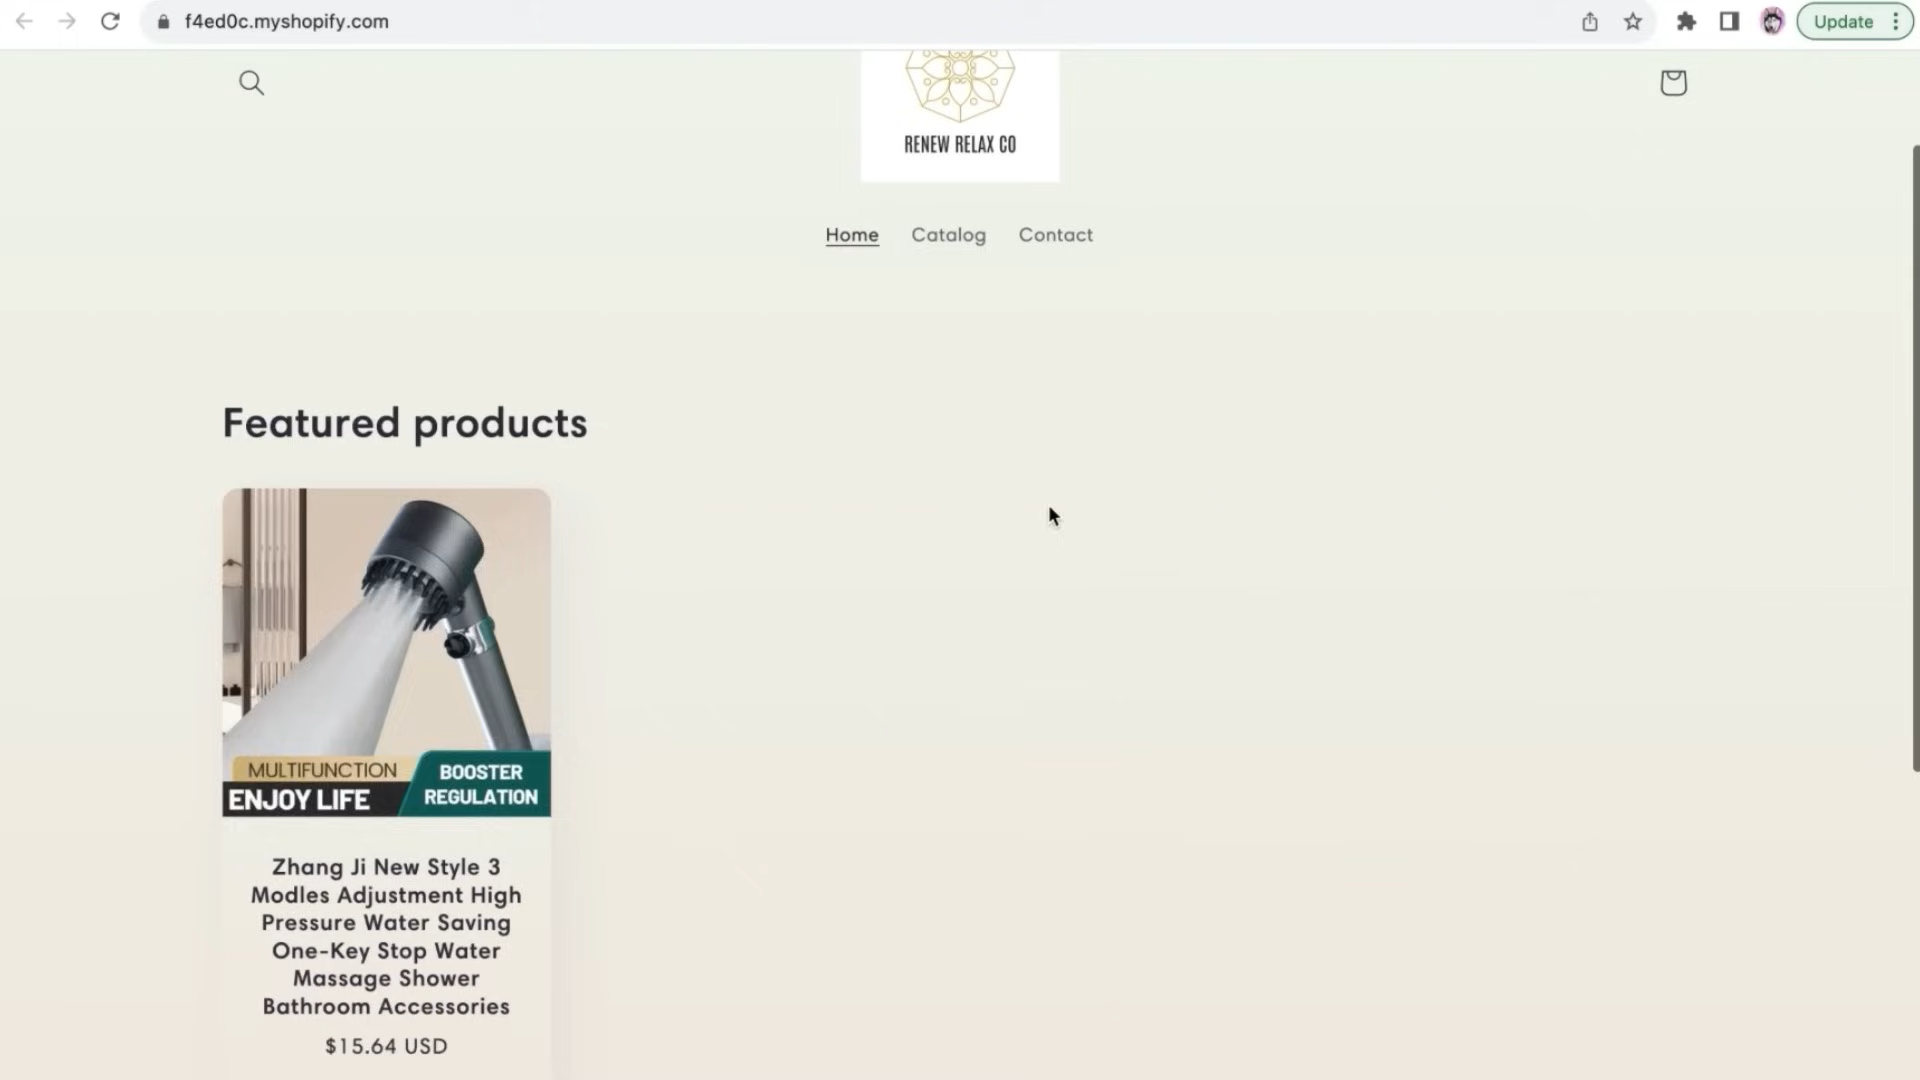 f4ed0c.myshopify.com
Update
RENEW RELAX CO
Home Catalog Contact
Featured products
MULTIFUNCTION
ENJOY LIFE
BOOSTER
REGULATION
Zhang Ji New Style 3
Modles Adjustment High
Pressure Water Saving
One-Key Stop Water
Massage Shower
Bathroom Accessories
$15.64 USD